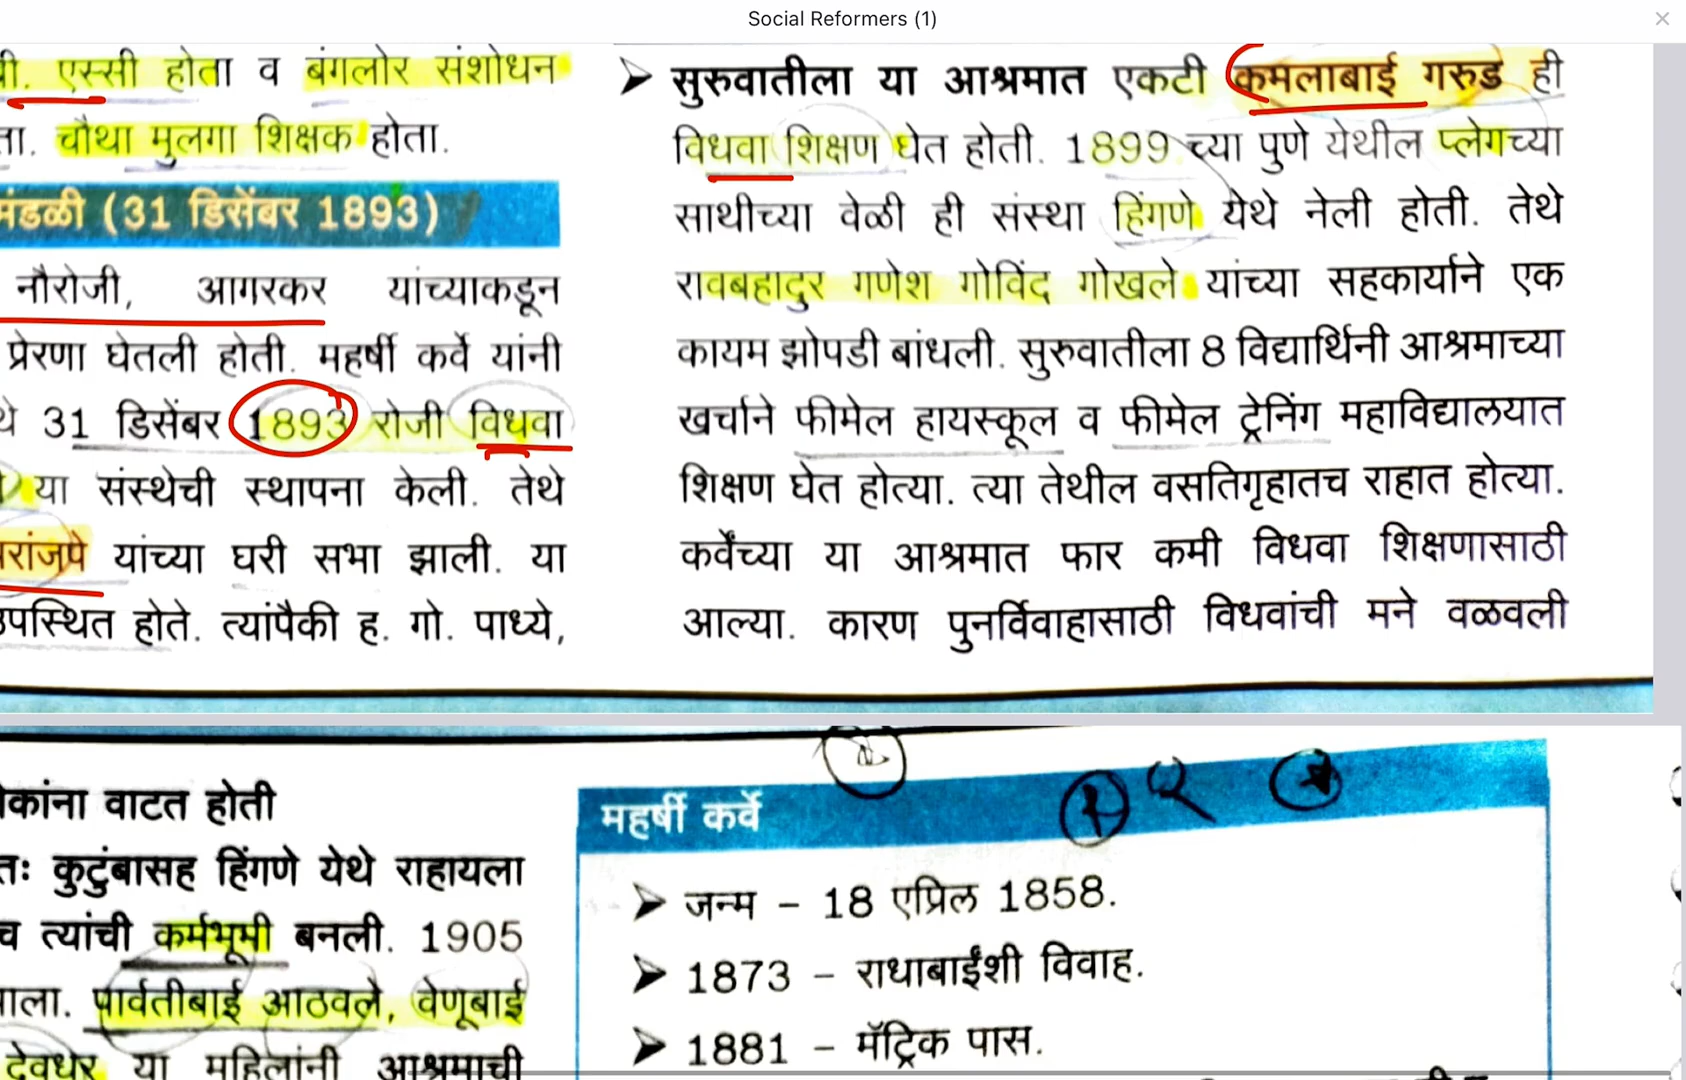 Social Reformers (1)
एस्सी होता व बंगलोर संशोधन
चौथा मुलगा शिक्षक होता.
मंडळी (31 डिसेंबर 1893)
नौरोजी, आगरकर यांच्याकडून
प्रेरणा घेतली होती. महर्षी कर्वे यांनी
31 डिसेंबर 1893 रोजी विधवा
या संस्थेची स्थापना केली. तेथे
यांच्या घरी सभा झाली. या
उपस्थित होते. त्यांपैकी ह. गो. पाध्ये,
➤ सुरुवातीला या आश्रमात एकटी कमलाबाई गरुड ही
विधवा शिक्षण घेत होती. 1899 च्या पुणे येथील प्लेगच्या
साथीच्या वेळी ही संस्था हिंगणे येथे नेली होती. तेथे
रावबहादुर गणेश गोविंद गोखले यांच्या सहकार्याने एक
कायम झोपडी बांधली. सुरुवातीला 8 विद्यार्थिनी आश्रमाच्या
खर्चाने फीमेल हायस्कूल व फीमेल ट्रेनिंग महाविद्यालयात
शिक्षण घेत होत्या. त्या तेथील वसतिगृहातच राहात होत्या.
कर्वेंच्या या आश्रमात फार कमी विधवा शिक्षणासाठी
आल्या. कारण पुनर्विवाहासाठी विधवांची मने वळवली
वाटत होती
कुटुंबासह हिंगणे येथे राहायला
व त्यांची कर्मभूमी बनली. 1905
पार्वतीबाई आठवले, वेणूबाई
देवधर या महिलांनी आश्रमाची
महर्षी कर्वे
➤ जन्म – 18 एप्रिल 1858.
➤ 1873 – राधाबाईंशी विवाह.
➤ 1881 – मॅट्रिक पास.